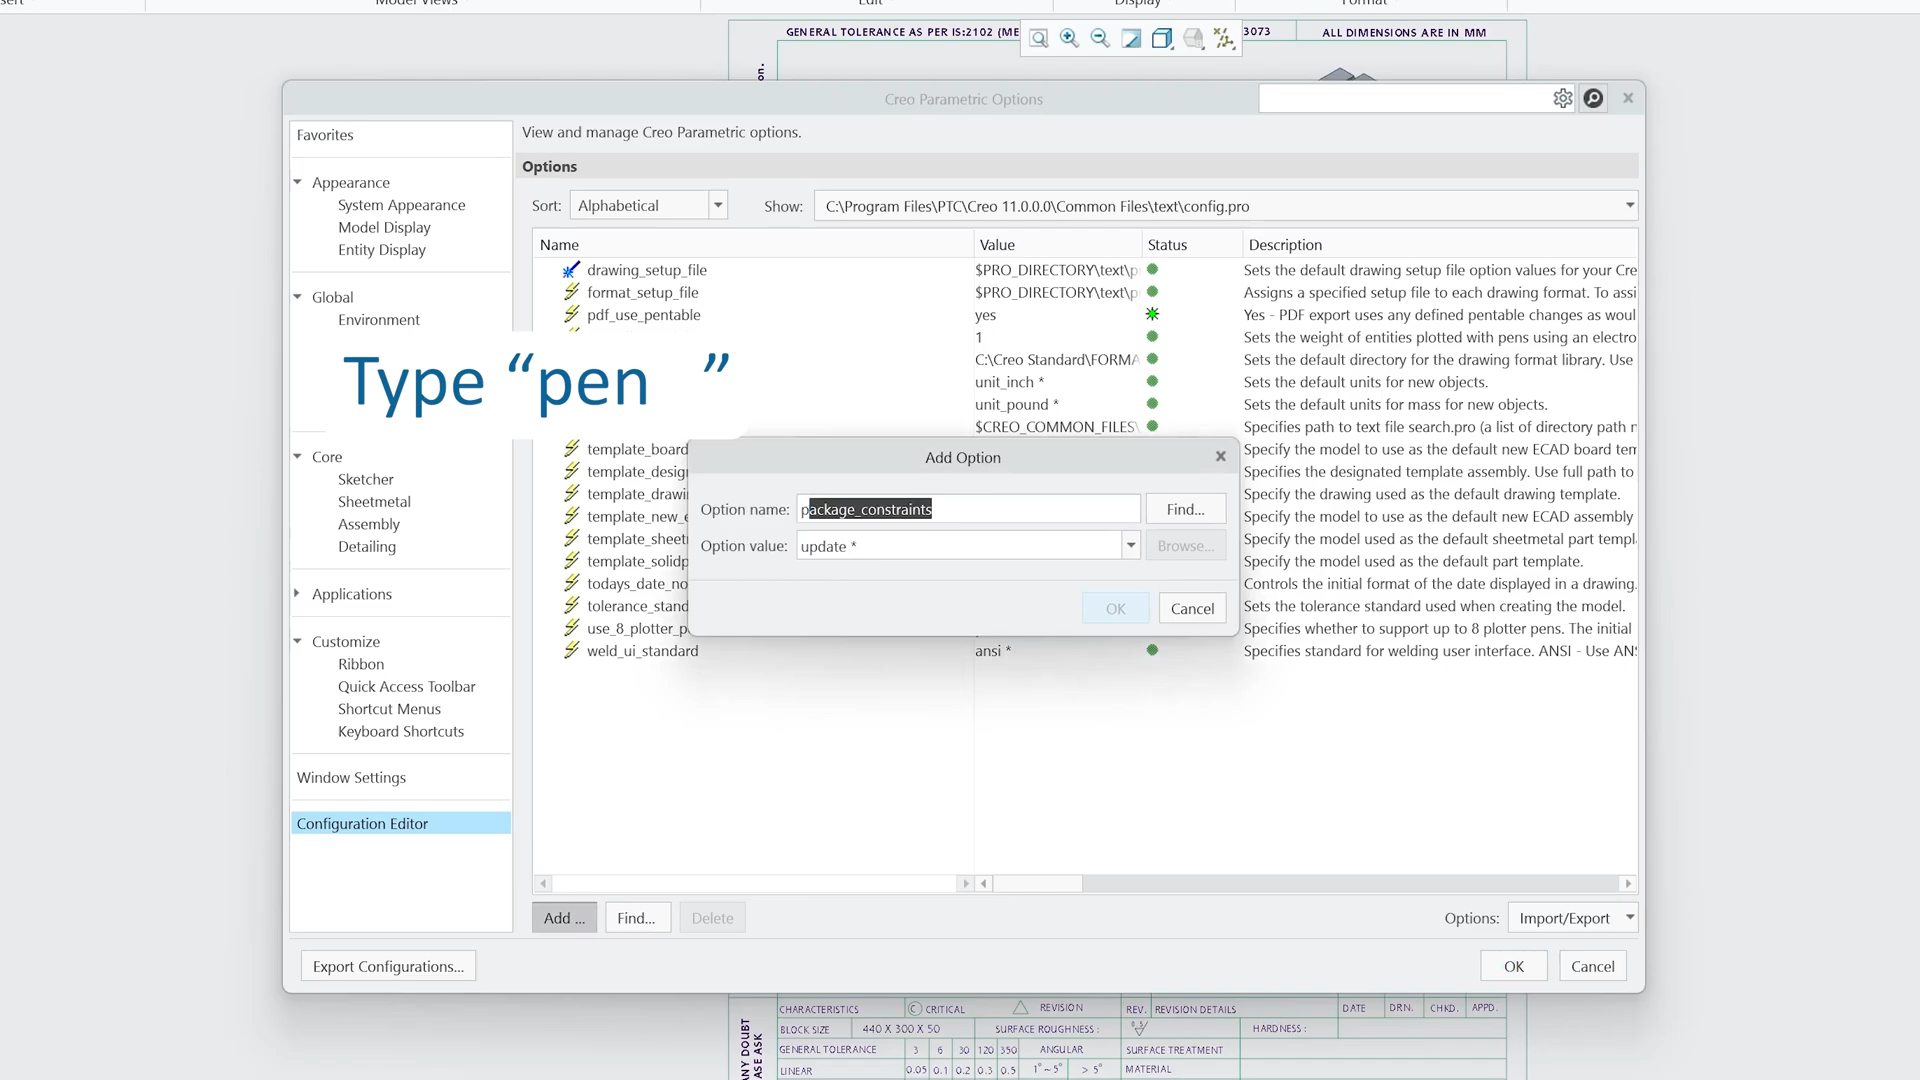 sert
Model Views
Edit
Display
Format
GENERAL TOLERANCE AS PER IS:2102 (ME
3073
ALL DIMENSIONS ARE IN MM
on.
Creo Parametric Options
Favorites
Appearance
System Appearance
Model Display
Entity Display
Global
Environment
Core
Sketcher
Sheetmetal
Assembly
Detailing
Applications
Customize
Ribbon
Quick Access Toolbar
Shortcut Menus
Keyboard Shortcuts
Window Settings
Configuration Editor
View and manage Creo Parametric options.
Options
Sort: Alphabetical
Show: C:\Program Files\PTC\Creo 11.0.0.0\Common Files\text\config.pro
Name Value Status Description
drawing_setup_file $PRO_DIRECTORY\text\p Sets the default drawing setup file option values for your Cre
format_setup_file $PRO_DIRECTORY\text\p Assigns a specified setup file to each drawing format. To assi
pdf_use_pentable yes Yes - PDF export uses any defined pentable changes as woul
1 Sets the weight of entities plotted with pens using an electro
C:\Creo Standard\FORMA Sets the default directory for the drawing format library. Use
unit_inch * Sets the default units for new objects.
unit_pound * Sets the default units for mass for new objects.
$CREO_COMMON_FILES\ Specifies path to text file search.pro (a list of directory path n
template_board Specify the model to use as the default new ECAD board tem
template_desig Specifies the designated template assembly. Use full path to
template_drawi Specify the drawing used as the default drawing template.
template_new_e Specify the model to use as the default new ECAD assembly
template_sheet Specify the model used as the default sheetmetal part templ
template_solidp Specify the model used as the default part template.
todays_date_no Controls the initial format of the date displayed in a drawing.
tolerance_stand Sets the tolerance standard used when creating the model.
use_8_plotter_p Specifies whether to support up to 8 plotter pens. The initial
weld_ui_standard ansi * Specifies standard for welding user interface. ANSI - Use AN
Type “pen ”
Add Option
Option name: package_constraints Find...
Option value: update * Browse...
OK Cancel
Add ... Find... Delete
Options: Import/Export
Export Configurations...
OK Cancel
ANY DOUBT
ASE ASK
CHARACTERISTICS C CRITICAL REVISION REV. REVISION DETAILS DATE DRN. CHKD. APPD.
BLOCK SIZE 440 X 300 X 50 SURFACE ROUGHNESS : HARDNESS :
GENERAL TOLERANCE 3 6 30 120 350 ANGULAR SURFACE TREATMENT
LINEAR 0.05 0.1 0.2 0.3 0.5 1°~5° > 5° MATERIAL